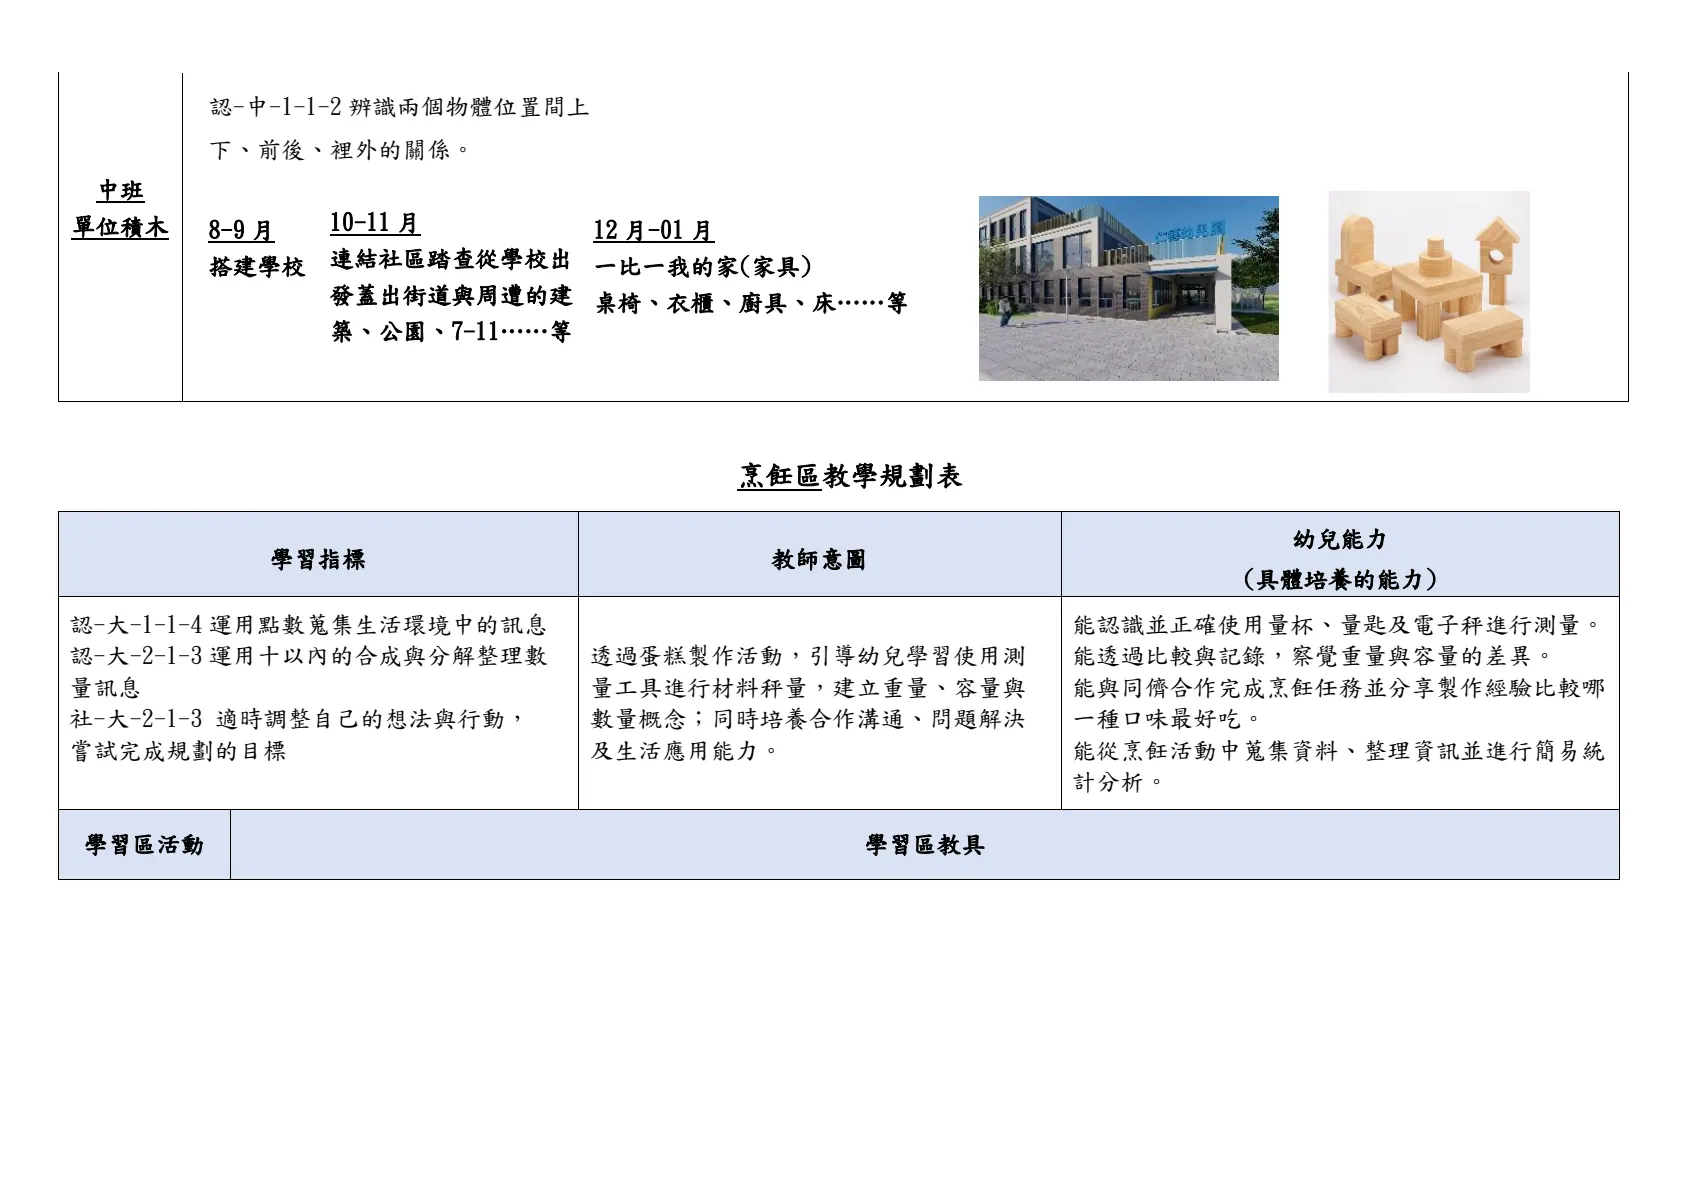 中班
單位積木
認-中-1-1-2 辨識兩個物體位置間上
下、前後、裡外的關係。
8-9 月
搭建學校
10-11 月
連結社區踏查從學校出
發蓋出街道與周遭的建
築、公園、7-11⋯⋯等
12 月-01 月
一比一我的家(家具)
桌椅、衣櫃、廚具、床⋯⋯等
仁德幼兒園
烹飪區教學規劃表
學習指標
教師意圖
幼兒能力
(具體培養的能力)
認-大-1-1-4 運用點數蒐集生活環境中的訊息
認-大-2-1-3 運用十以內的合成與分解整理數
量訊息
社-大-2-1-3 適時調整自己的想法與行動，
嘗試完成規劃的目標
透過蛋糕製作活動，引導幼兒學習使用測
量工具進行材料秤量，建立重量、容量與
數量概念；同時培養合作溝通、問題解決
及生活應用能力。
能認識並正確使用量杯、量匙及電子秤進行測量。
能透過比較與記錄，察覺重量與容量的差異。
能與同儕合作完成烹飪任務並分享製作經驗比較哪
一種口味最好吃。
能從烹飪活動中蒐集資料、整理資訊並進行簡易統
計分析。
學習區活動
學習區教具